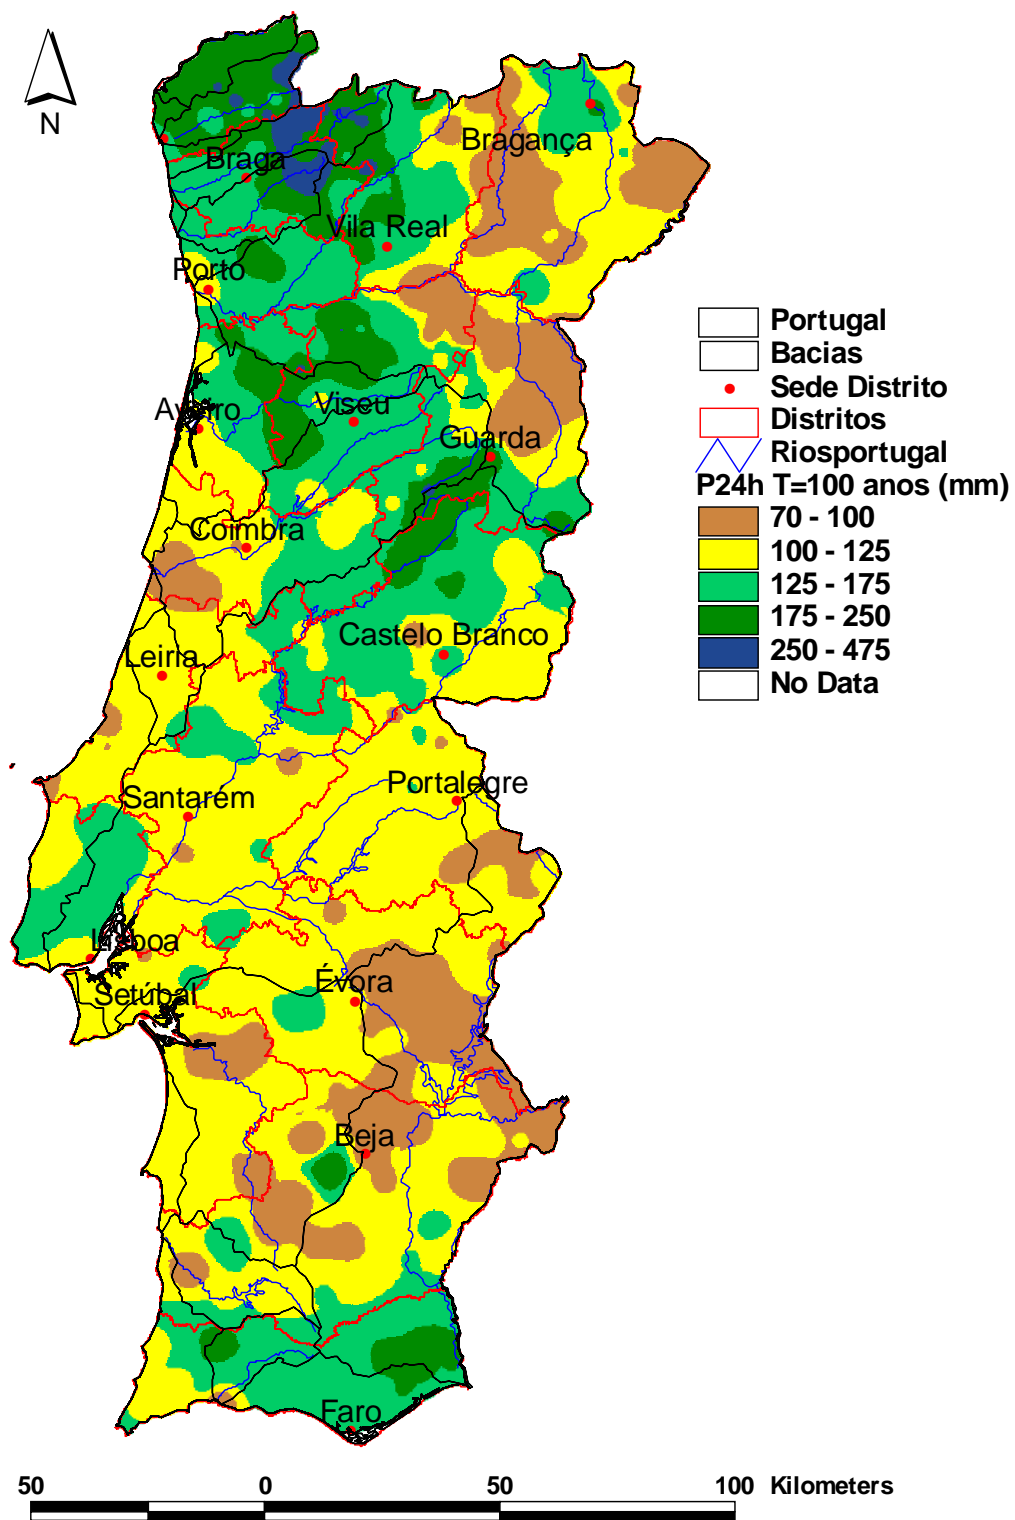 N
Bragança
Braga
Vila Real
Porto
Aveiro
Viseu
Guarda
Coimbra
Castelo Branco
Leiria
Portalegre
Santarém
Lisboa
Évora
Setúbal
Beja
Faro
Portugal
Bacias
Sede Distrito
Distritos
Riosportugal
P24h T=100 anos (mm)
70 - 100
100 - 125
125 - 175
175 - 250
250 - 475
No Data
50 0 50 100 Kilometers